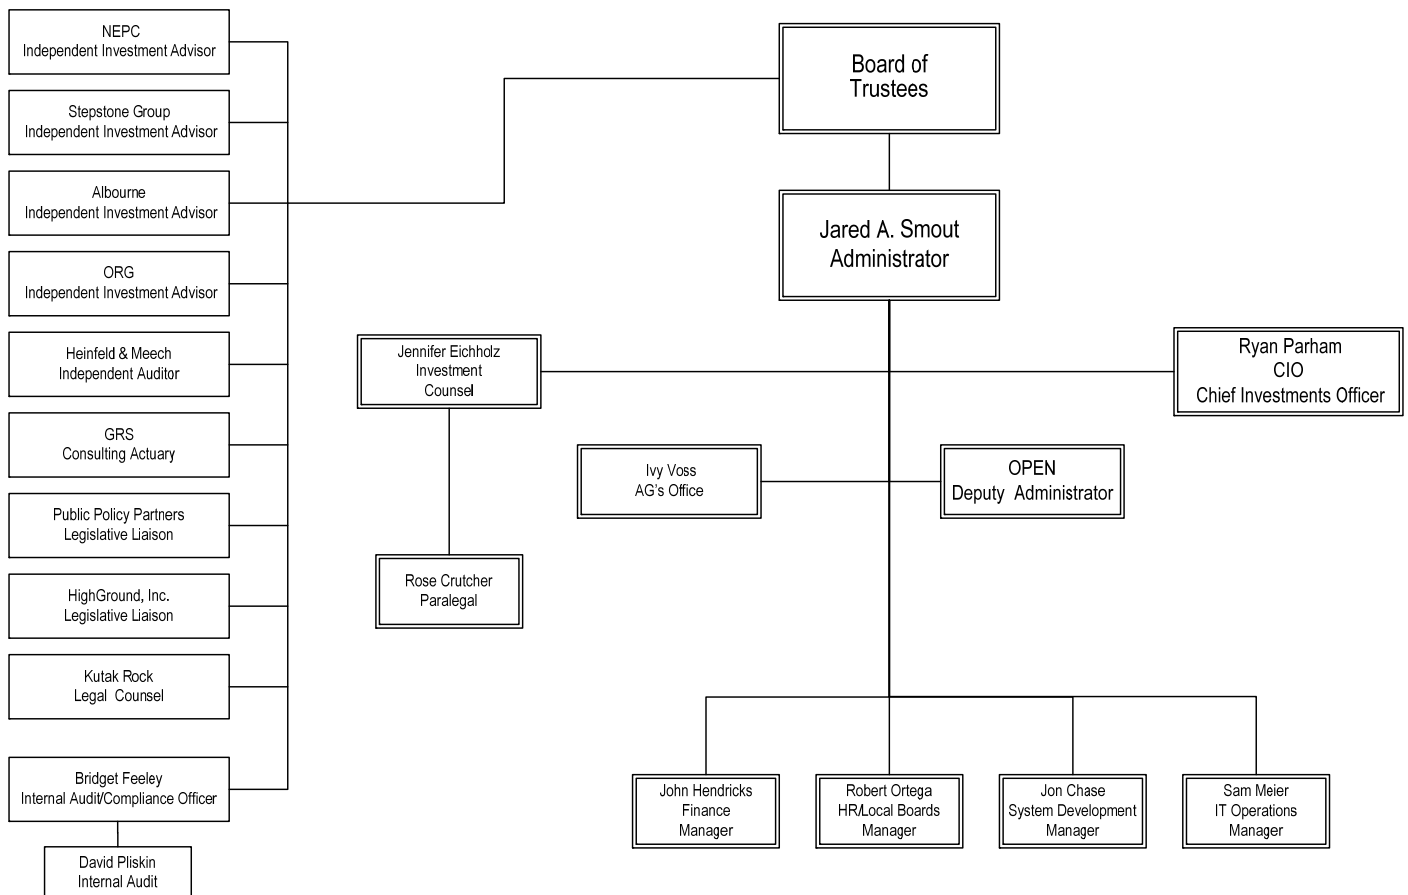 NEPC
Independent Investment Advisor
Stepstone Group
Independent Investment Advisor
Albourne
Independent Investment Advisor
ORG
Independent Investment Advisor
Heinfeld & Meech
Independent Auditor
GRS
Consulting Actuary
Public Policy Partners
Legislative Liaison
HighGround, Inc.
Legislative Liaison
Kutak Rock
Legal Counsel
Bridget Feeley
Internal Audit/Compliance Officer
David Pliskin
Internal Audit
Board of
Trustees
Jared A. Smout
Administrator
Jennifer Eichholz
Investment
Counsel
Ryan Parham
CIO
Chief Investments Officer
Ivy Voss
AG's Office
OPEN
Deputy Administrator
Rose Crutcher
Paralegal
John Hendricks
Finance
Manager
Robert Ortega
HR/Local Boards
Manager
Jon Chase
System Development
Manager
Sam Meier
IT Operations
Manager